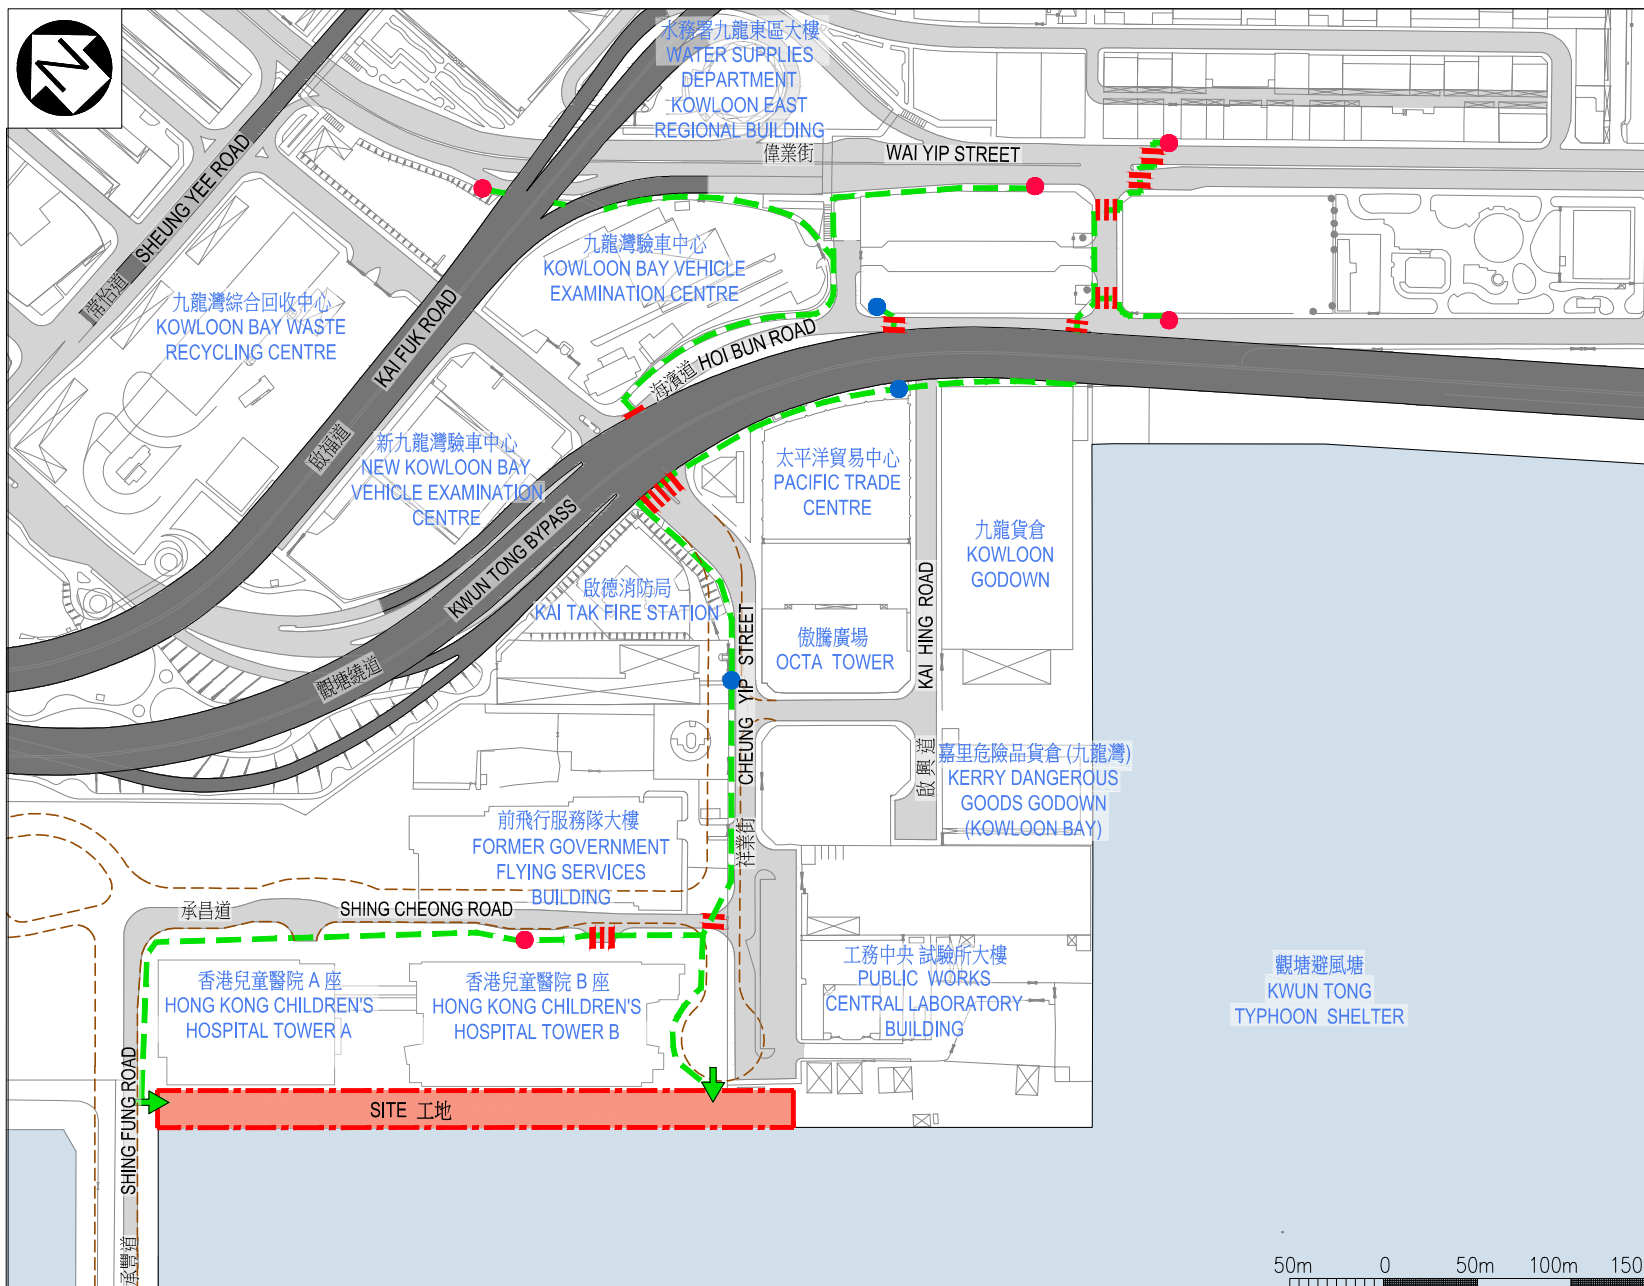 N
水務署九龍東區大樓
WATER SUPPLIES
DEPARTMENT
KOWLOON EAST
REGIONAL BUILDING
偉業街
WAI YIP STREET
SHEUNG YEE ROAD
常怡道
九龍灣驗車中心
KOWLOON BAY VEHICLE
EXAMINATION CENTRE
九龍灣綜合回收中心
KOWLOON BAY WASTE
RECYCLING CENTRE
KAI FUK ROAD
啟福道
海濱道 HOI BUN ROAD
新九龍灣驗車中心
NEW KOWLOON BAY
VEHICLE EXAMINATION
CENTRE
太平洋貿易中心
PACIFIC TRADE
CENTRE
九龍貨倉
KOWLOON
GODOWN
KWUN TONG BYPASS
觀塘繞道
啟德消防局
KAI TAK FIRE STATION
傲騰廣場
OCTA TOWER
KAI HING ROAD
啟興道
CHEUNG YIP STREET
祥業街
嘉里危險品貨倉 (九龍灣)
KERRY DANGEROUS
GOODS GODOWN
(KOWLOON BAY)
前飛行服務隊大樓
FORMER GOVERNMENT
FLYING SERVICES
BUILDING
承昌道
SHING CHEONG ROAD
香港兒童醫院 A 座
HONG KONG CHILDREN'S
HOSPITAL TOWER A
香港兒童醫院 B 座
HONG KONG CHILDREN'S
HOSPITAL TOWER B
工務中央 試驗所大樓
PUBLIC WORKS
CENTRAL LABORATORY
BUILDING
觀塘避風塘
KWUN TONG
TYPHOON SHELTER
SITE 工地
SHING FUNG ROAD
承豐道
50m 0 50m 100m 150